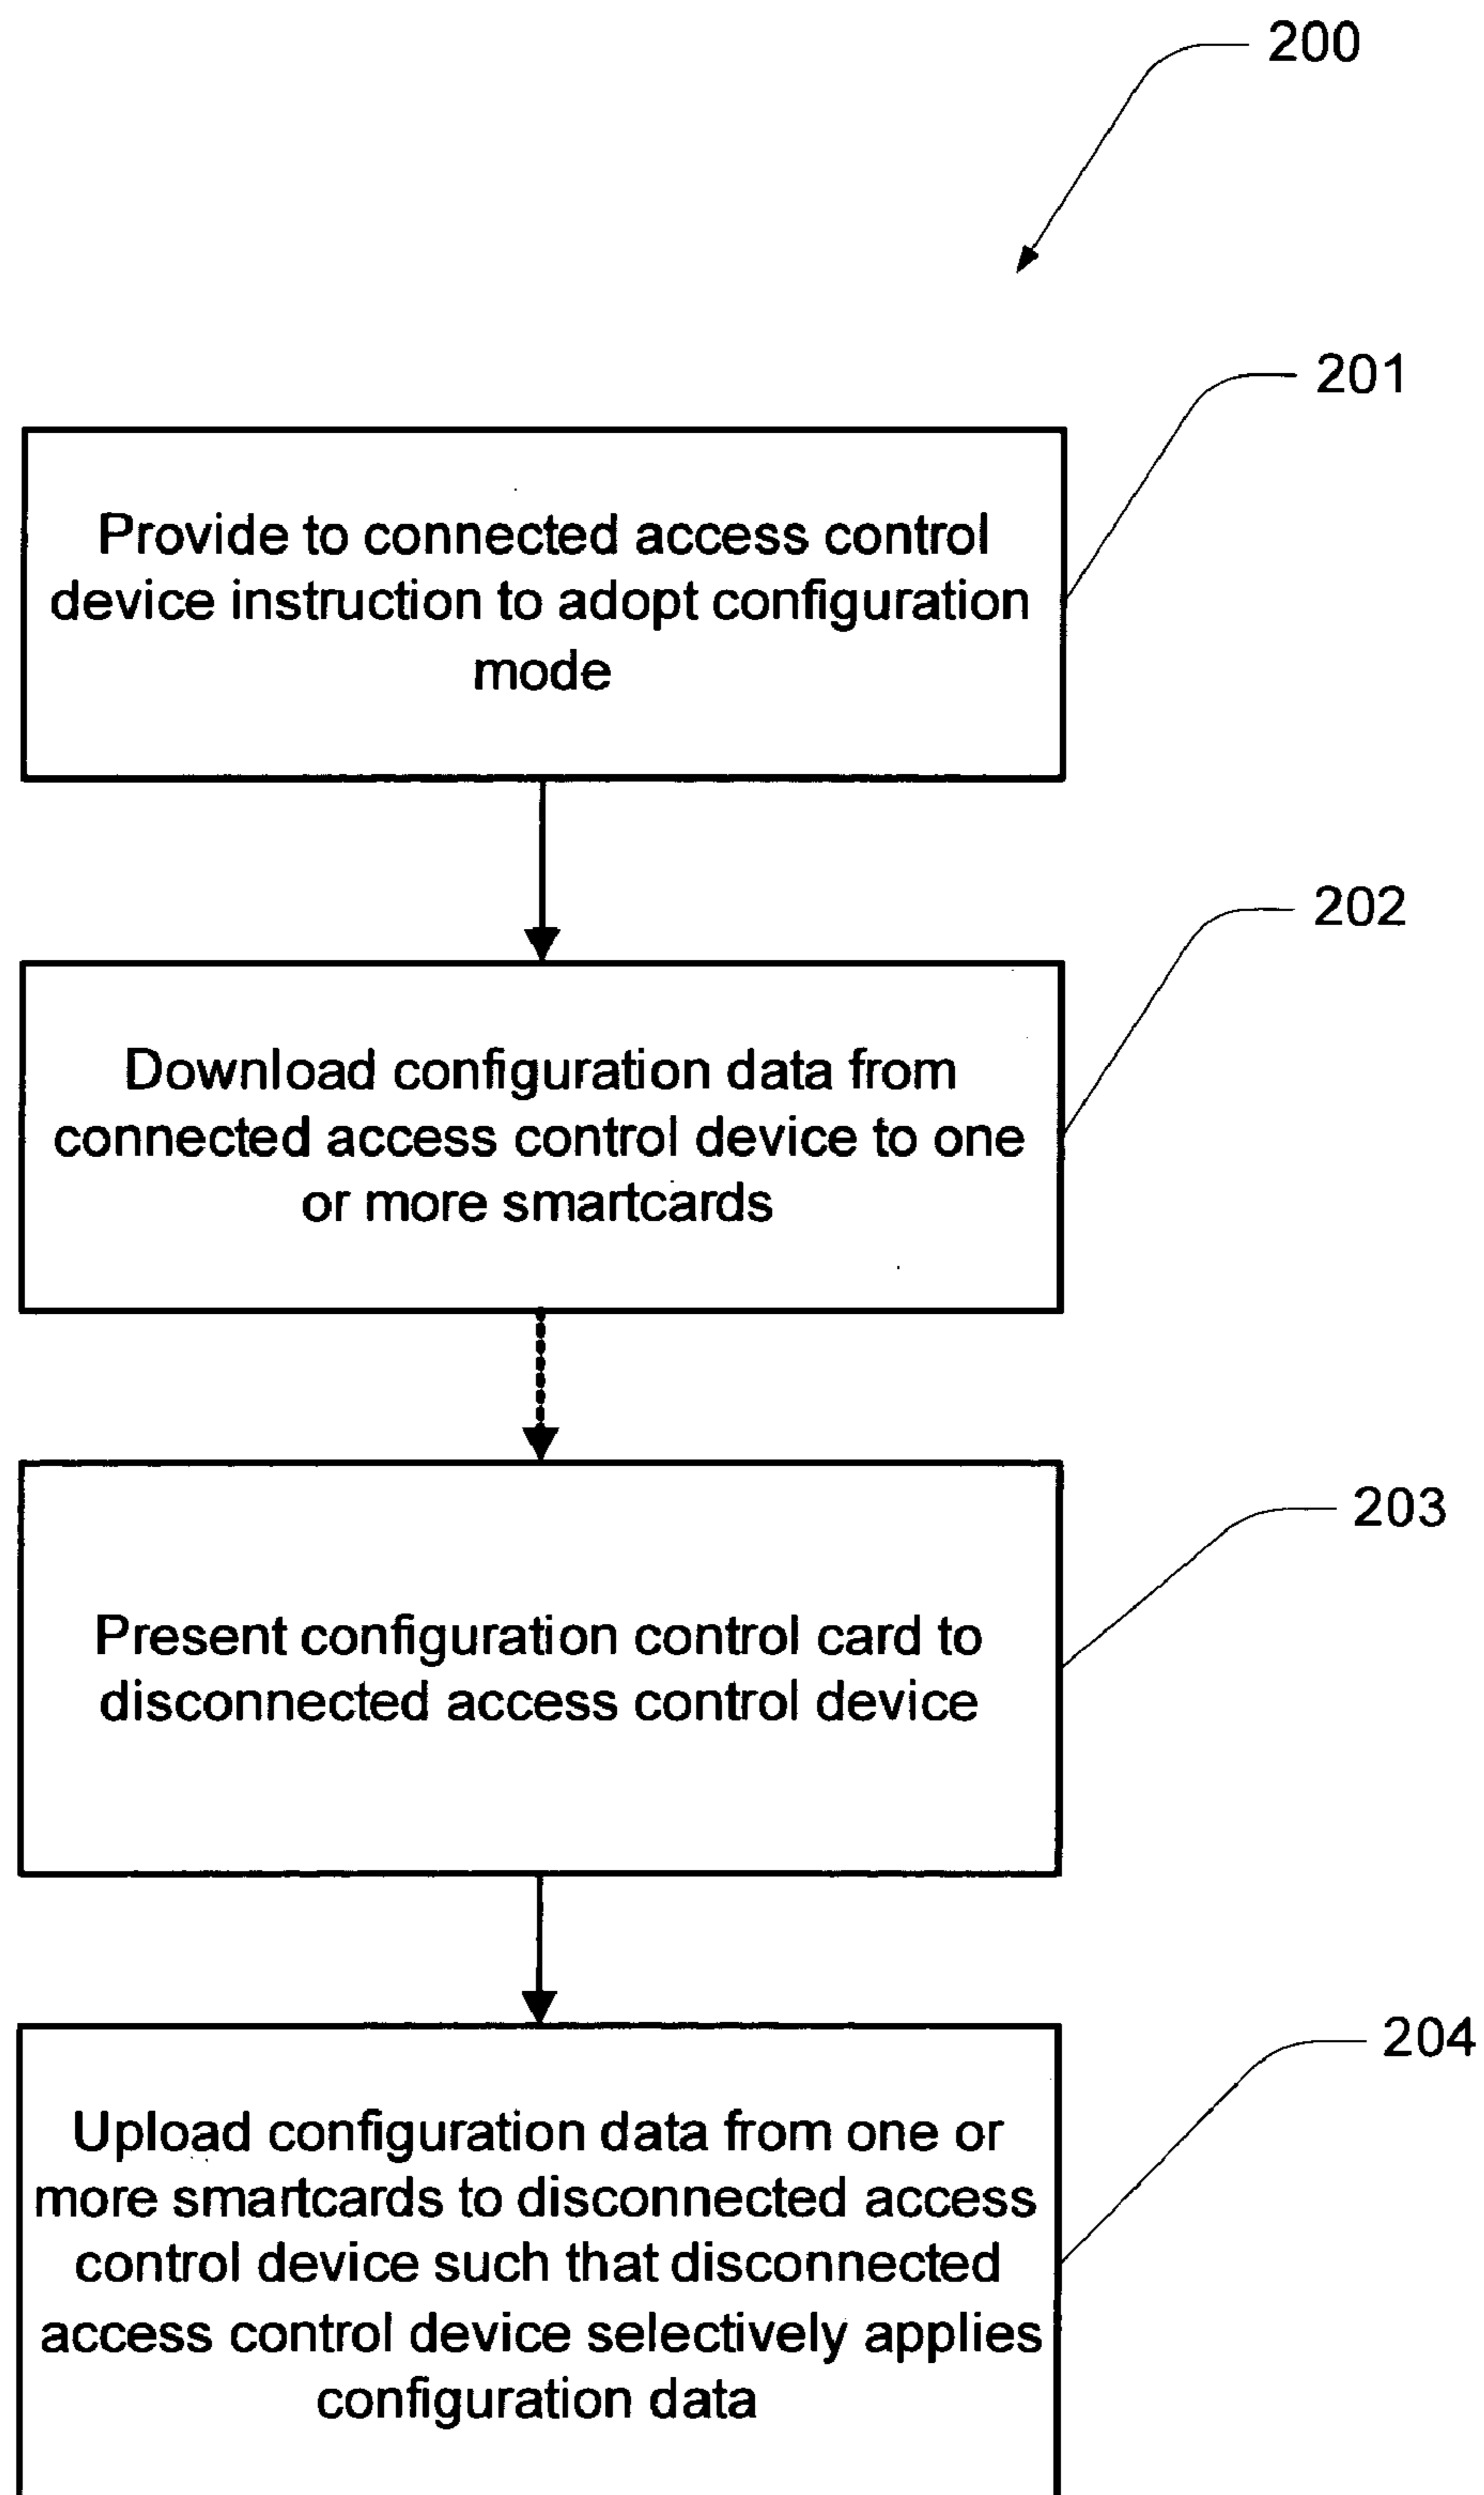 200
201
Provide to connected access control
device instruction to adopt configuration
mode
202
Download configuration data from
connected access control device to one
or more smartcards
203
Present configuration control card to
disconnected access control device
204
Upload configuration data from one or
more smartcards to disconnected access
control device such that disconnected
access control device selectively applies
configuration data